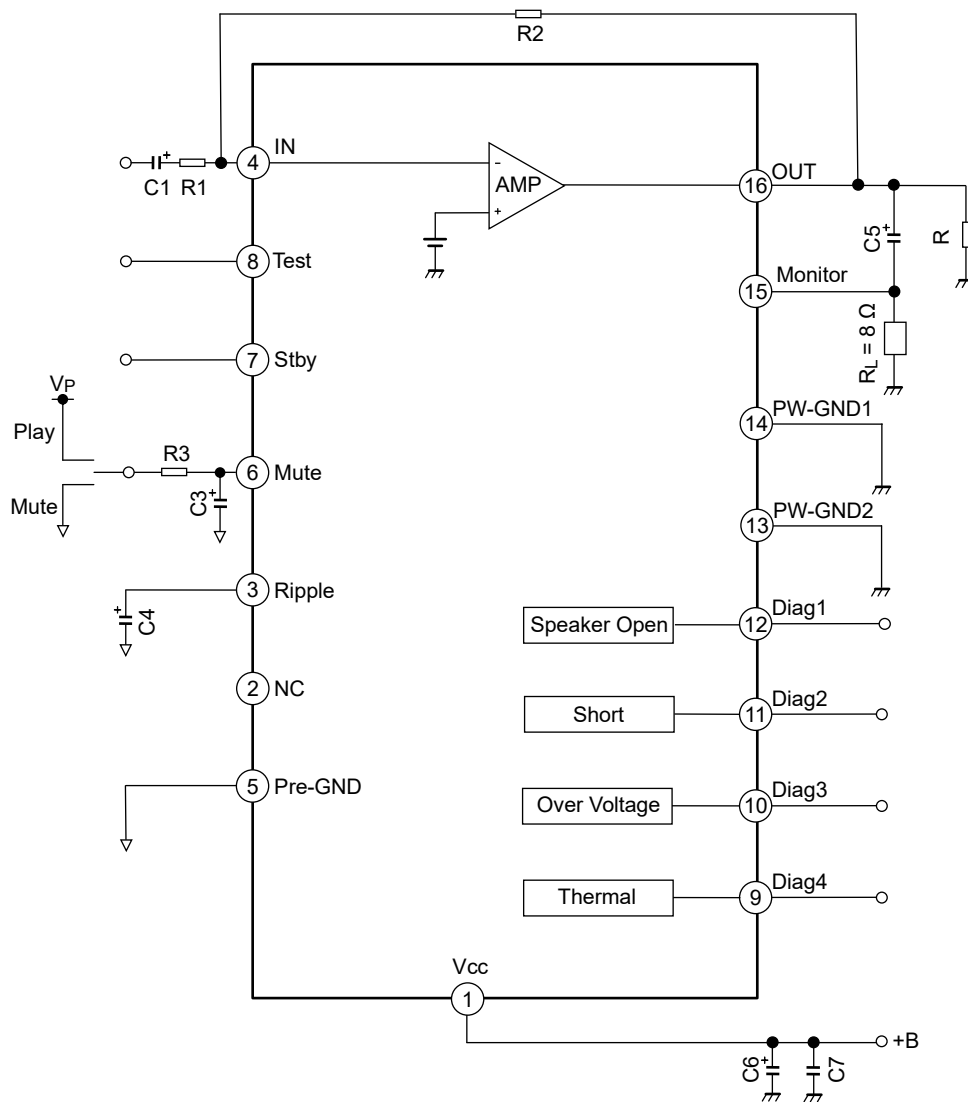 R2
IN
4
C1 R1
- AMP +
OUT
16
C5
R
Test
8
Monitor
15
RL = 8 Ω
Stby
7
VP
Play
R3
6
Mute
C3
Mute
PW-GND1
14
PW-GND2
13
3
Ripple
C4
Speaker Open
12
Diag1
2
NC
Short
11
Diag2
5
Pre-GND
Over Voltage
10
Diag3
Thermal
9
Diag4
Vcc
1
+B
C6
C7